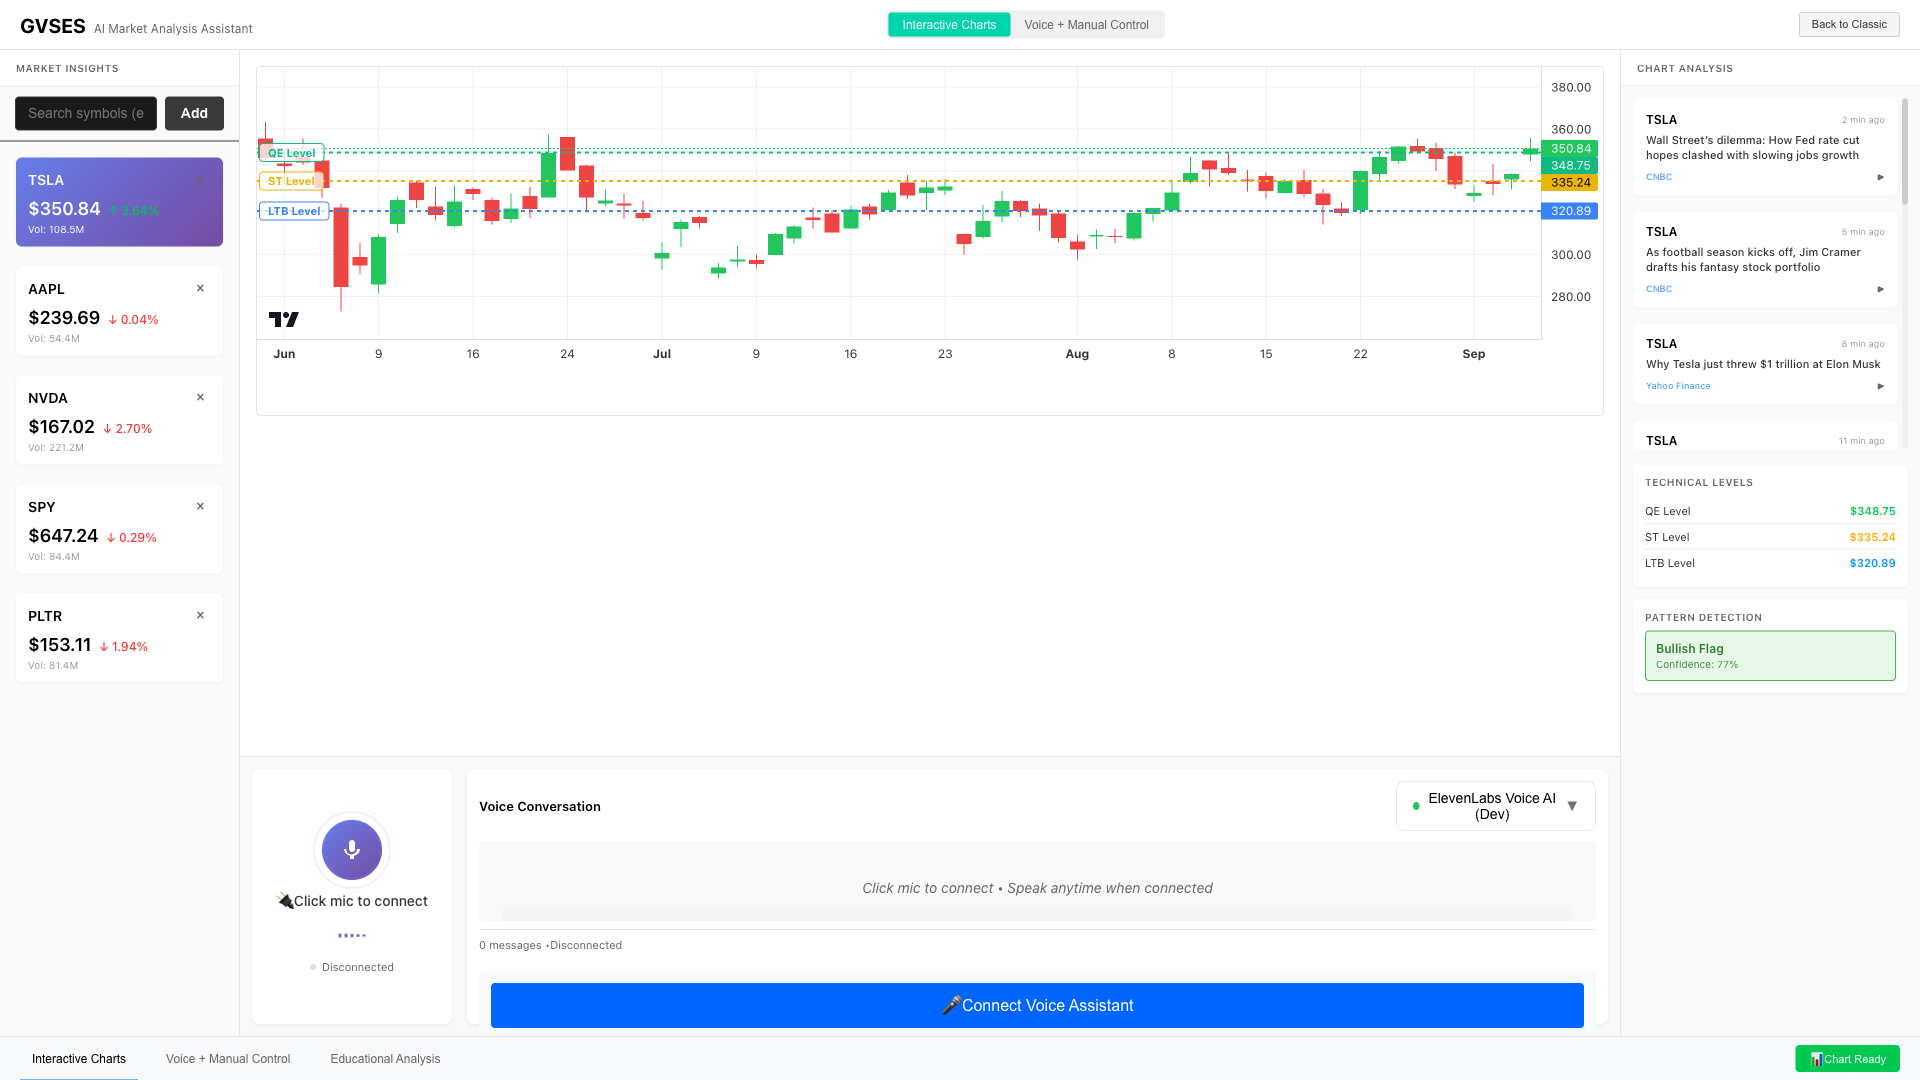 GVSES AI Market Analysis Assistant
Interactive Charts
Voice + Manual Control
Back to Classic
MARKET INSIGHTS
Search symbols (e
Add
TSLA
$350.84 ↑ 3.64%
Vol: 108.5M
AAPL ×
$239.69 ↓ 0.04%
Vol: 54.4M
NVDA ×
$167.02 ↓ 2.70%
Vol: 221.2M
SPY ×
$647.24 ↓ 0.29%
Vol: 84.4M
PLTR ×
$153.11 ↓ 1.94%
Vol: 81.4M
QE Level
ST Level
LTB Level
380.00
360.00
350.84
348.75
335.24
320.89
300.00
280.00
Jun 9 16 24 Jul 9 16 23 Aug 8 15 22 Sep
Click mic to connect
Disconnected
Voice Conversation
ElevenLabs Voice AI
(Dev)
Click mic to connect • Speak anytime when connected
0 messages •Disconnected
Connect Voice Assistant
CHART ANALYSIS
TSLA 2 min ago
Wall Street’s dilemma: How Fed rate cut
hopes clashed with slowing jobs growth
CNBC
TSLA 5 min ago
As football season kicks off, Jim Cramer
drafts his fantasy stock portfolio
CNBC
TSLA 8 min ago
Why Tesla just threw $1 trillion at Elon Musk
Yahoo Finance
TSLA 11 min ago
TECHNICAL LEVELS
QE Level $348.75
ST Level $335.24
LTB Level $320.89
PATTERN DETECTION
Bullish Flag
Confidence: 77%
Interactive Charts
Voice + Manual Control
Educational Analysis
Chart Ready